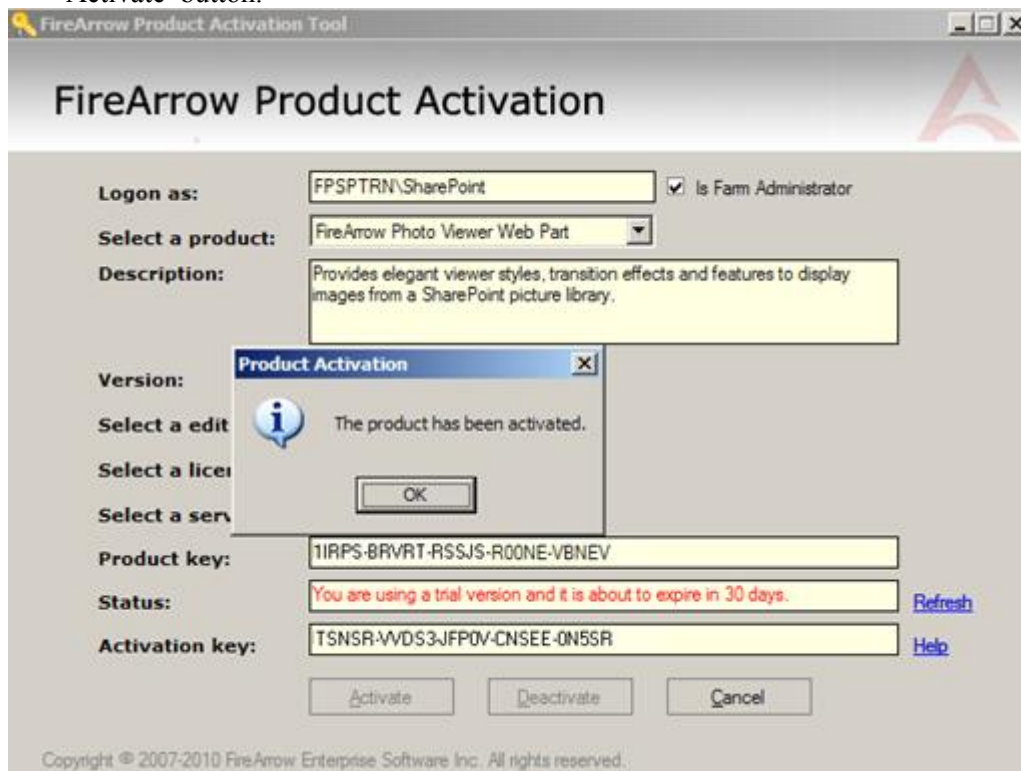 "Activate" button.
FireArrow Product Activation Tool
FireArrow Product Activation
Logon as:
FPSPTRN\SharePoint
Is Farm Administrator
Select a product:
FireArrow Photo Viewer Web Part
Description:
Provides elegant viewer styles, transition effects and features to display
images from a SharePoint picture library.
Product Activation
The product has been activated.
OK
Version:
Select a edit
Select a licer
Select a serv
Product key:
1IRPS-BRVRT-RSSJS-R00NE-VBNEV
Status:
You are using a trial version and it is about to expire in 30 days.
Refresh
Activation key:
TSNSR-VVDS3-JFP0V-CNSEE-0N5SR
Help
Activate
Deactivate
Cancel
Copyright © 2007-2010 FireArrow Enterprise Software Inc. All rights reserved.